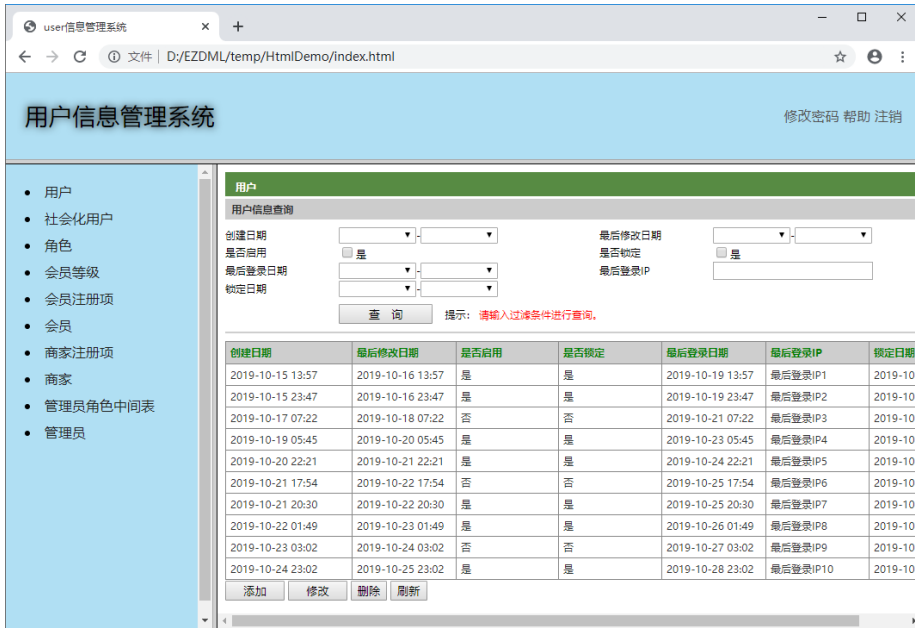 user信息管理系统
文件 D:/EZDML/temp/HtmlDemo/index.html
用户信息管理系统
修改密码 帮助 注销
用户
社会化用户
角色
会员等级
会员注册项
会员
商家注册项
商家
管理员角色中间表
管理员
用户
用户信息查询
创建日期 - 最后修改日期 -
是否启用 是 是否锁定 是
最后登录日期 - 最后登录IP
锁定日期 -
查 询 提示: 请输入过滤条件进行查询。
创建日期 最后修改日期 是否启用 是否锁定 最后登录日期 最后登录IP 锁定日期
2019-10-15 13:57 2019-10-16 13:57 是 是 2019-10-19 13:57 最后登录IP1 2019-10
2019-10-15 23:47 2019-10-16 23:47 是 是 2019-10-19 23:47 最后登录IP2 2019-10
2019-10-17 07:22 2019-10-18 07:22 否 否 2019-10-21 07:22 最后登录IP3 2019-10
2019-10-19 05:45 2019-10-20 05:45 是 是 2019-10-23 05:45 最后登录IP4 2019-10
2019-10-20 22:21 2019-10-21 22:21 是 是 2019-10-24 22:21 最后登录IP5 2019-10
2019-10-21 17:54 2019-10-22 17:54 否 否 2019-10-25 17:54 最后登录IP6 2019-10
2019-10-21 20:30 2019-10-22 20:30 是 是 2019-10-25 20:30 最后登录IP7 2019-10
2019-10-22 01:49 2019-10-23 01:49 是 是 2019-10-26 01:49 最后登录IP8 2019-10
2019-10-23 03:02 2019-10-24 03:02 否 否 2019-10-27 03:02 最后登录IP9 2019-10
2019-10-24 23:02 2019-10-25 23:02 是 是 2019-10-28 23:02 最后登录IP10 2019-10
添加 修改 删除 刷新